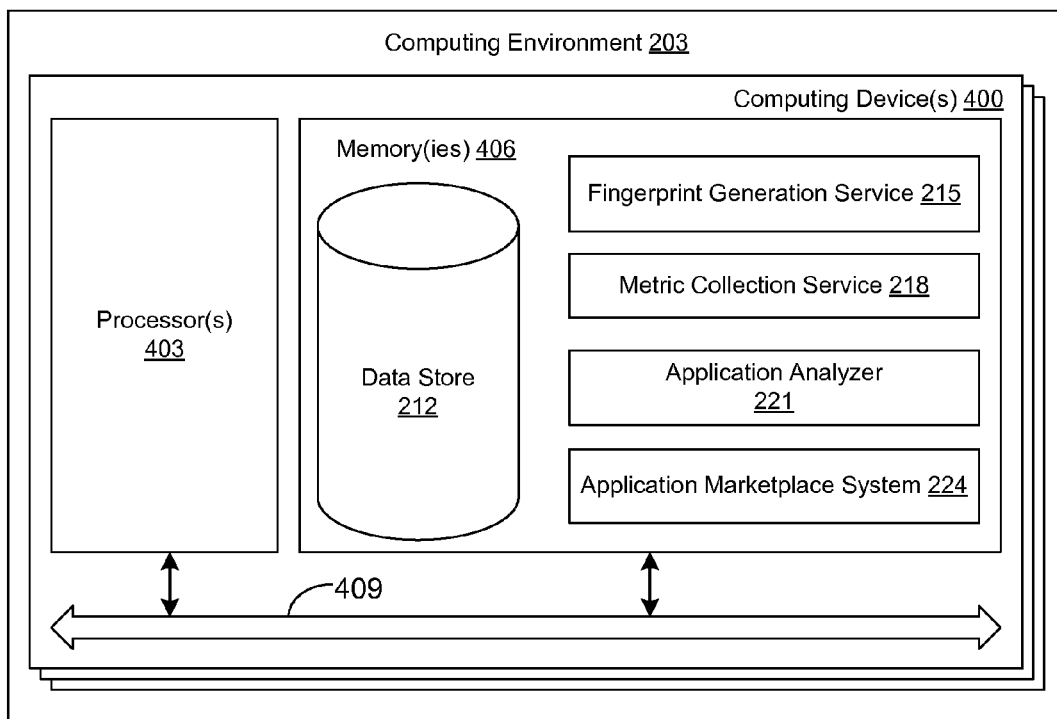 Computing Environment 203
Computing Device(s) 400
Processor(s)
403
Memory(ies) 406
Data Store
212
Fingerprint Generation Service 215
Metric Collection Service 218
Application Analyzer
221
Application Marketplace System 224
409